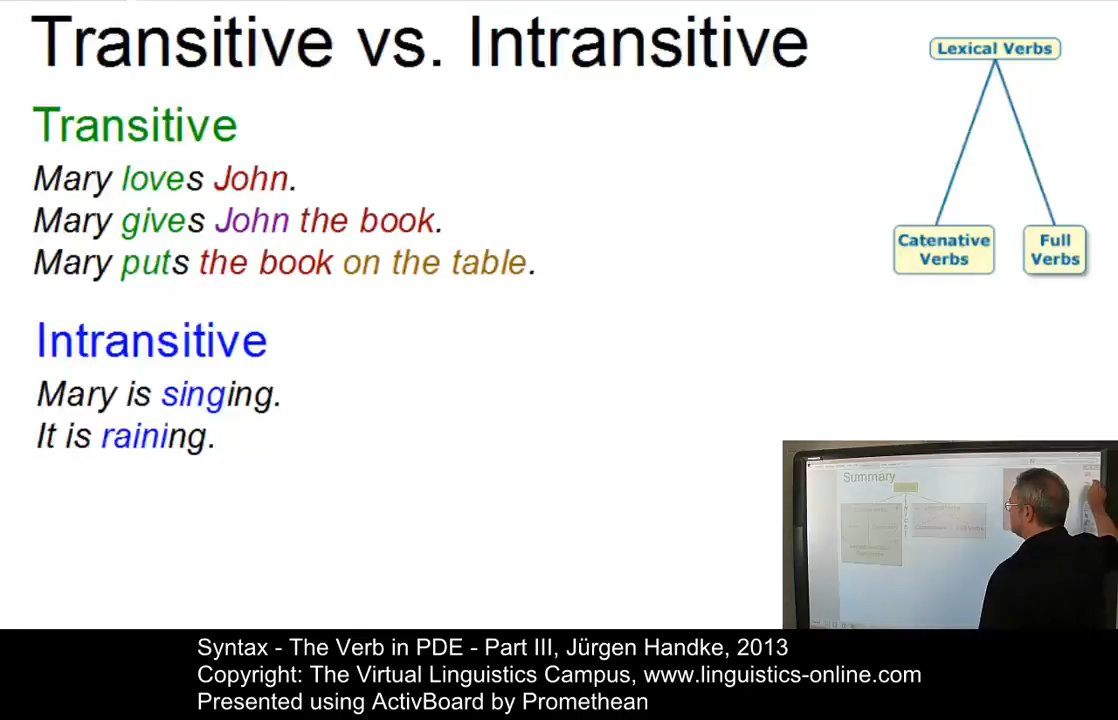 Transitive vs. Intransitive
Lexical Verbs
Transitive
Mary loves John.
Mary gives John the book.
Mary puts the book on the table.
Catenative
Verbs
Full
Verbs
Intransitive
Mary is singing.
It is raining.
Summary
Syntax - The Verb in PDE - Part III, Jürgen Handke, 2013
Copyright: The Virtual Linguistics Campus, www.linguistics-online.com
Presented using ActivBoard by Promethean